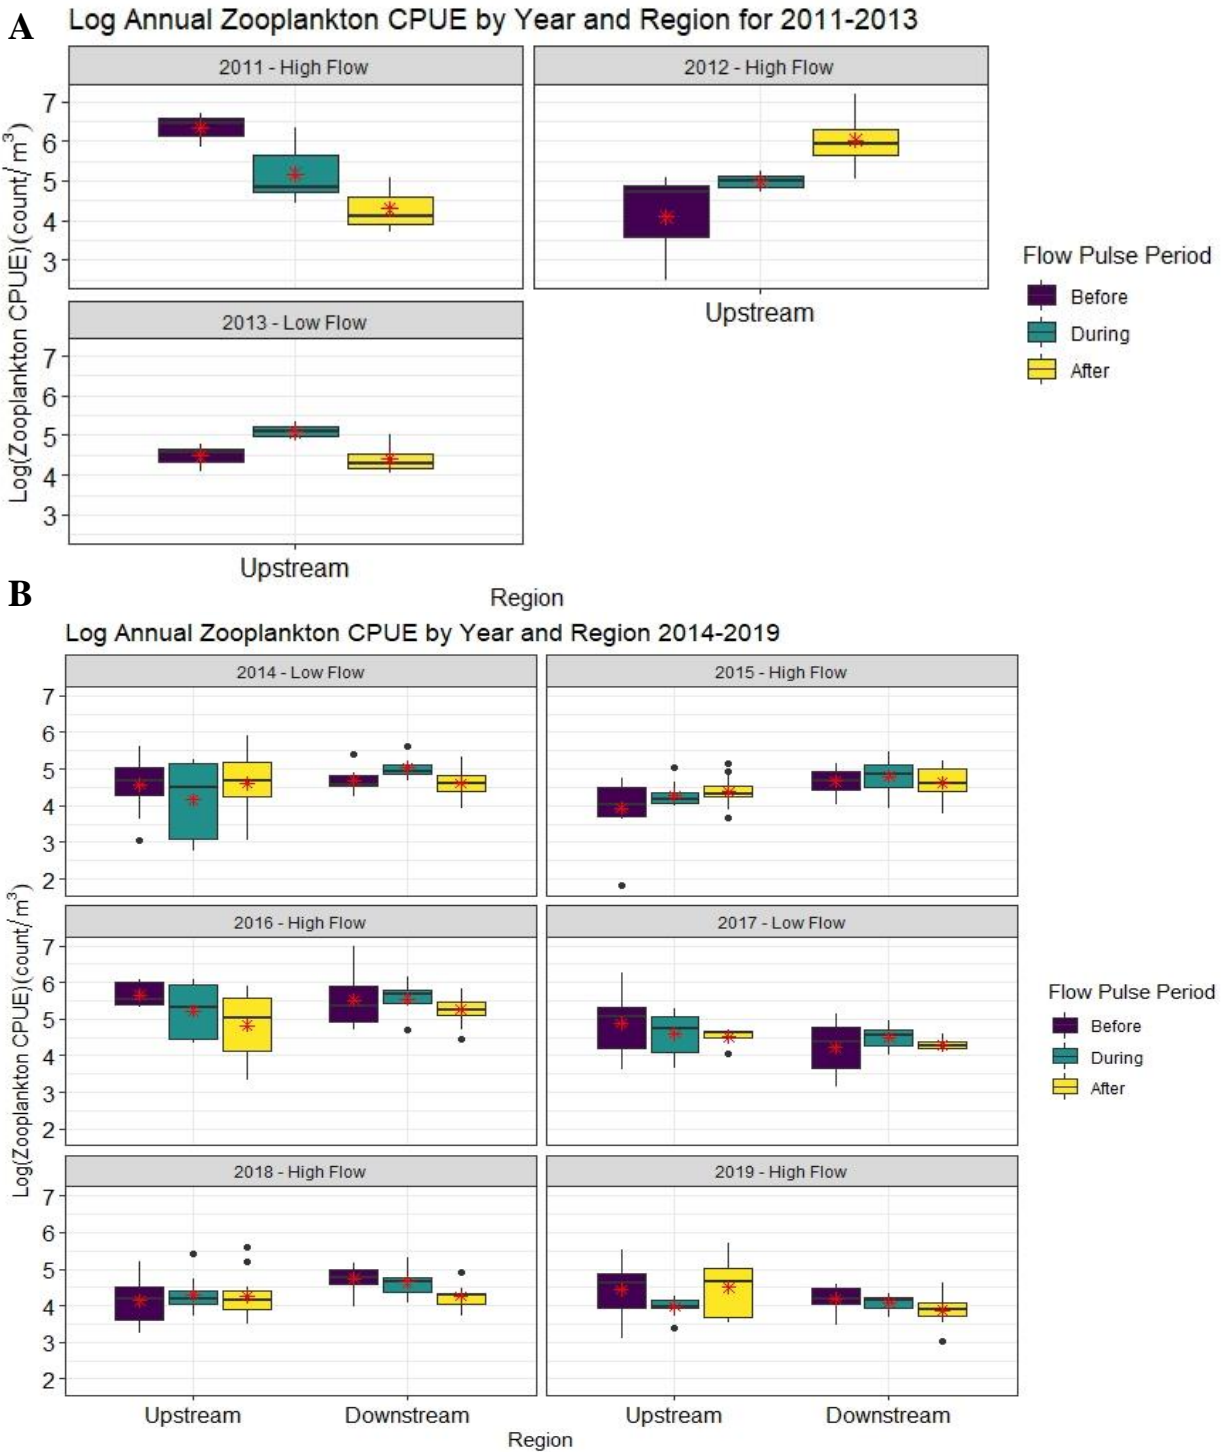 A
Log Annual Zooplankton CPUE by Year and Region for 2011-2013
2011 - High Flow
2012 - High Flow
7
6
5
4
3
Upstream
2013 - Low Flow
7
6
5
4
3
Upstream
Log(Zooplankton CPUE)(count/m³)
Region
Flow Pulse Period
Before
During
After
B
Log Annual Zooplankton CPUE by Year and Region 2014-2019
2014 - Low Flow
2015 - High Flow
7
6
5
4
3
2
2016 - High Flow
2017 - Low Flow
7
6
5
4
3
2
2018 - High Flow
2019 - High Flow
7
6
5
4
3
2
Upstream Downstream
Upstream Downstream
Log(Zooplankton CPUE)(count/m³)
Region
Flow Pulse Period
Before
During
After